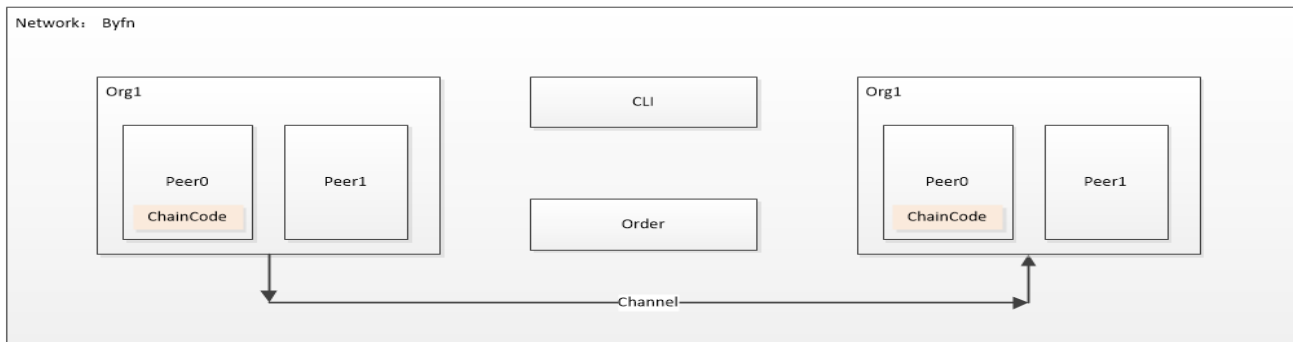 Network： Byfn
Org1
Peer0
ChainCode
Peer1
CLI
Order
Org1
Peer0
ChainCode
Peer1
Channel